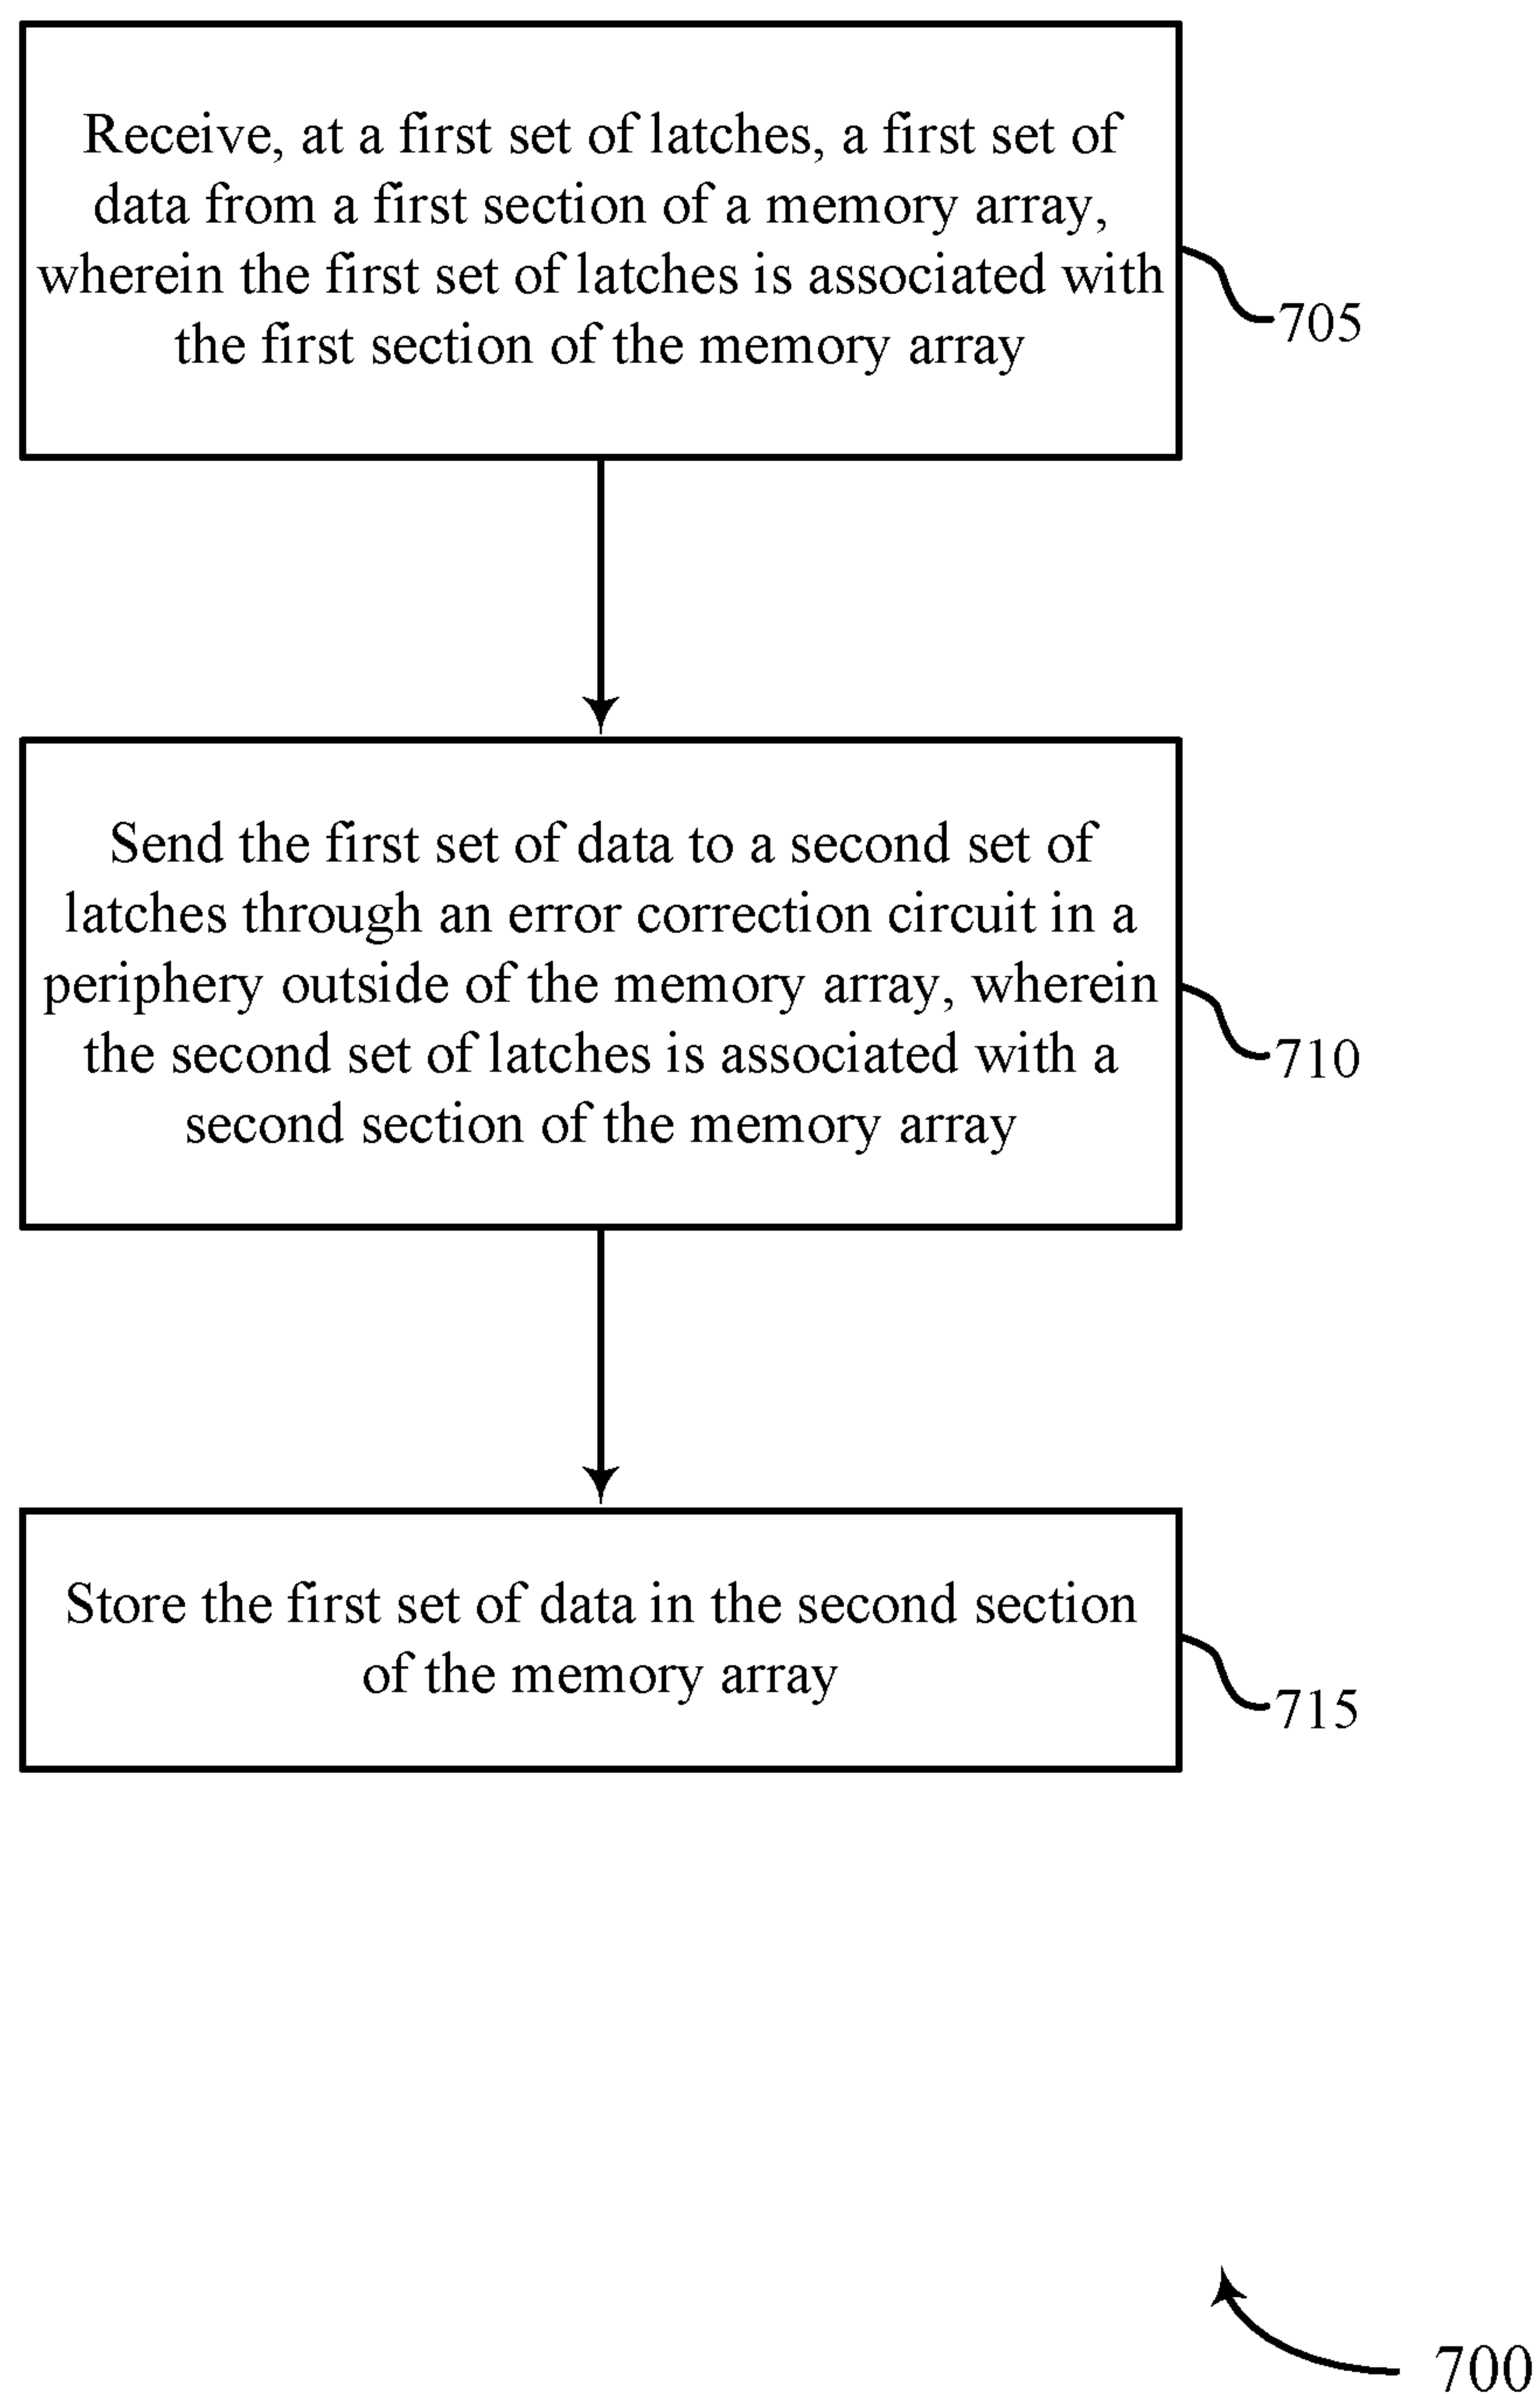 Receive, at a first set of latches, a first set of
data from a first section of a memory array,
wherein the first set of latches is associated with
the first section of the memory array
705
Send the first set of data to a second set of
latches through an error correction circuit in a
periphery outside of the memory array, wherein
the second set of latches is associated with a
second section of the memory array
710
Store the first set of data in the second section
of the memory array
715
700